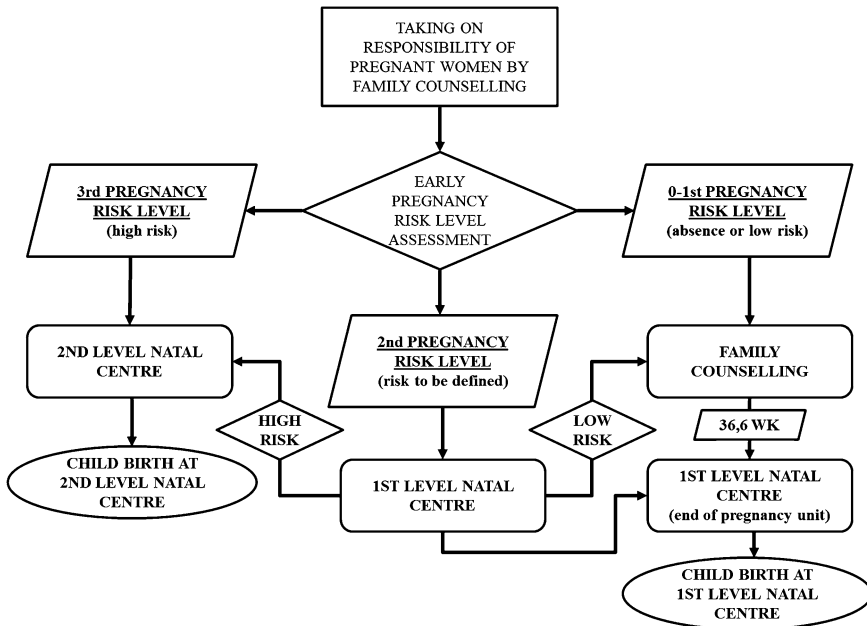 TAKING ON
RESPONSIBILITY OF
PREGNANT WOMEN BY
FAMILY COUNSELLING
EARLY
PREGNANCY
RISK LEVEL
ASSESSMENT
3rd PREGNANCY
RISK LEVEL
(high risk)
0-1st PREGNANCY
RISK LEVEL
(absence or low risk)
2ND LEVEL NATAL
CENTRE
2nd PREGNANCY
RISK LEVEL
(risk to be defined)
FAMILY
COUNSELLING
HIGH
RISK
LOW
RISK
36,6 WK
CHILD BIRTH AT
2ND LEVEL NATAL
CENTRE
1ST LEVEL NATAL
CENTRE
1ST LEVEL NATAL
CENTRE
(end of pregnancy unit)
CHILD BIRTH AT
1ST LEVEL NATAL
CENTRE